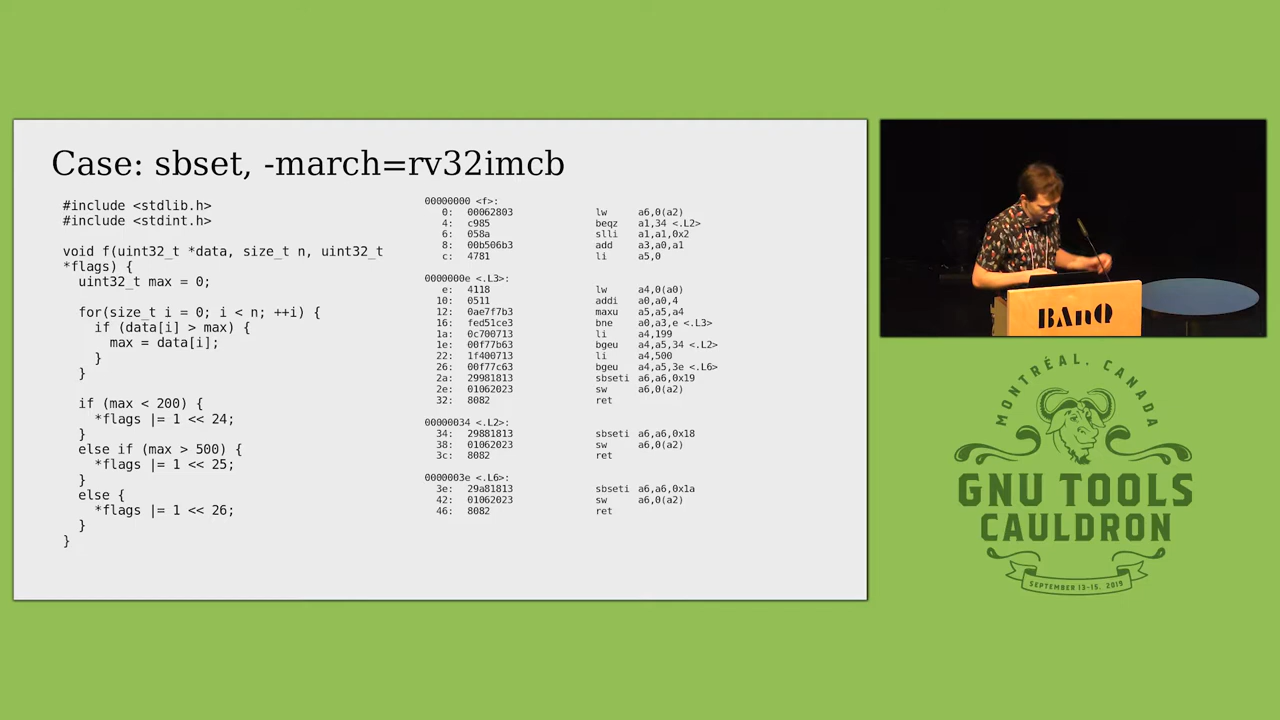 Case: sbset, -march=rv32imcb
#include <stdlib.h>
#include <stdint.h>
void f(uint32_t *data, size_t n, uint32_t
*flags) {
uint32_t max = 0;
for(size_t i = 0; i < n; ++i) {
if (data[i] > max) {
max = data[i];
}
}
if (max < 200) {
*flags |= 1 << 24;
}
else if (max > 500) {
*flags |= 1 << 25;
}
else {
*flags |= 1 << 26;
}
}
00000000 <f>:
0: 00062803 lw a6,0(a2)
4: c985 beqz a1,34 <.L2>
6: 058a slli a1,a1,0x2
8: 00b506b3 add a3,a0,a1
c: 4781 li a5,0
0000000e <.L3>:
e: 4118 lw a4,0(a0)
10: 0511 addi a0,a0,4
12: 0ae7f7b3 maxu a5,a5,a4
16: fed51ce3 bne a0,a3,e <.L3>
1a: 0c700713 li a4,199
1e: 00f77b63 bgeu a4,a5,34 <.L2>
22: 1f400713 li a4,500
26: 00f77c63 bgeu a4,a5,3e <.L6>
2a: 29981813 sbseti a6,a6,0x19
2e: 01062023 sw a6,0(a2)
32: 8082 ret
00000034 <.L2>:
34: 29881813 sbseti a6,a6,0x18
38: 01062023 sw a6,0(a2)
3c: 8082 ret
0000003e <.L6>:
3e: 29a81813 sbseti a6,a6,0x1a
42: 01062023 sw a6,0(a2)
46: 8082 ret
BAnQ
MONTRÉAL, CANADA
GNU TOOLS
CAULDRON
SEPTEMBER 13-15, 2019